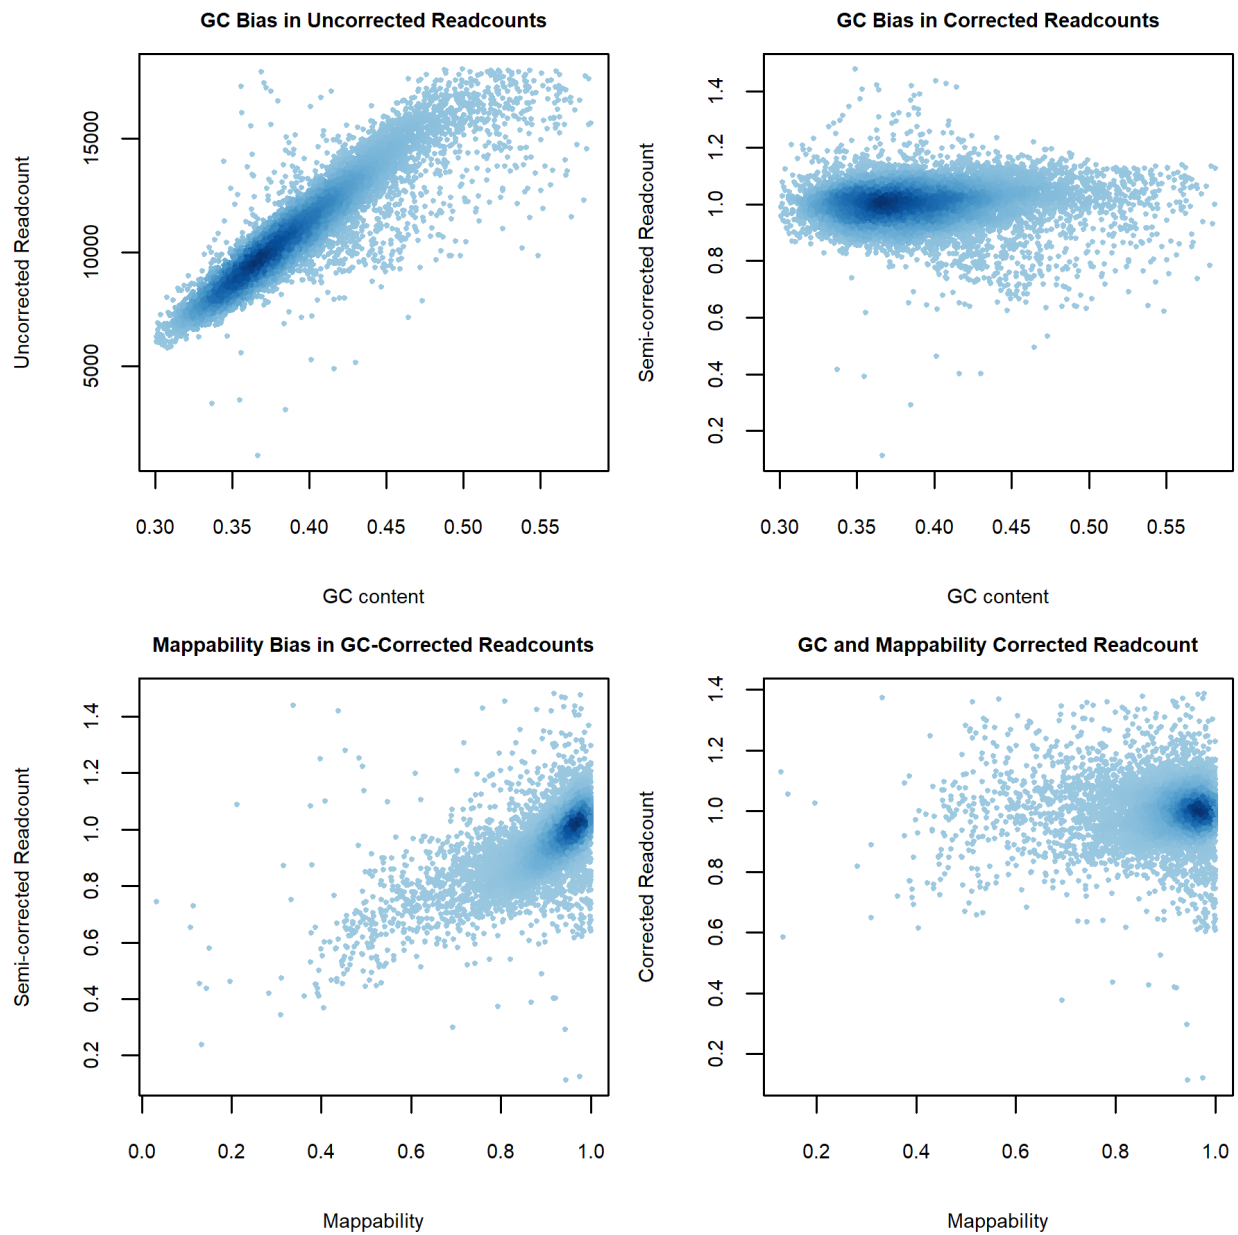 GC Bias in Uncorrected Readcounts
Uncorrected Readcount
15000
10000
5000
0.30 0.35 0.40 0.45 0.50 0.55
GC content
GC Bias in Corrected Readcounts
Semi-corrected Readcount
1.4
1.2
1.0
0.8
0.6
0.4
0.2
0.30 0.35 0.40 0.45 0.50 0.55
GC content
Mappability Bias in GC-Corrected Readcounts
Semi-corrected Readcount
1.4
1.2
1.0
0.8
0.6
0.4
0.2
0.0 0.2 0.4 0.6 0.8 1.0
Mappability
GC and Mappability Corrected Readcount
Corrected Readcount
1.4
1.2
1.0
0.8
0.6
0.4
0.2
0.2 0.4 0.6 0.8 1.0
Mappability